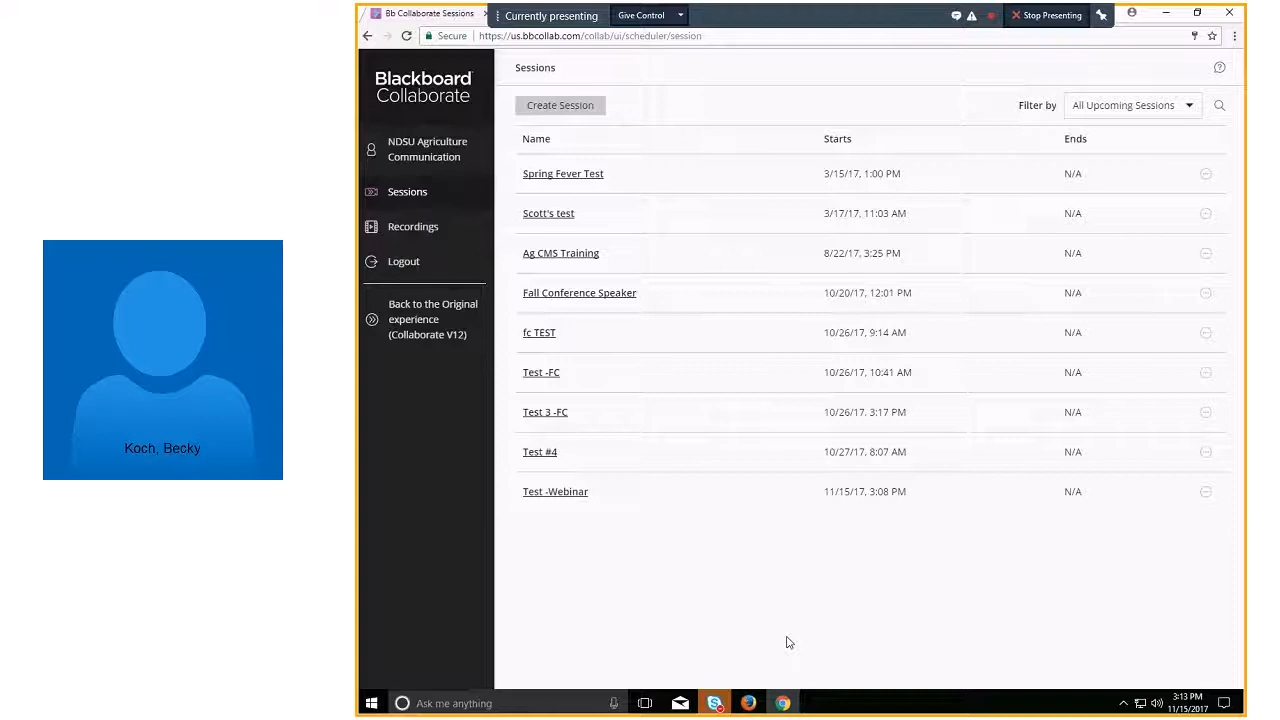 Koch, Becky
Bb Collaborate Sessions
Currently presenting
Give Control
Stop Presenting
Secure
https://us.bbcollab.com/collab/ui/scheduler/session
Blackboard
Collaborate
NDSU Agriculture
Communication
Sessions
Recordings
Logout
Back to the Original
experience
(Collaborate V12)
Sessions
Create Session
Filter by
All Upcoming Sessions
Name Starts Ends
Spring Fever Test 3/15/17, 1:00 PM N/A
Scott's test 3/17/17, 11:03 AM N/A
Ag CMS Training 8/22/17, 3:25 PM N/A
Fall Conference Speaker 10/20/17, 12:01 PM N/A
fc TEST 10/26/17, 9:14 AM N/A
Test -FC 10/26/17, 10:41 AM N/A
Test 3 -FC 10/26/17, 3:17 PM N/A
Test #4 10/27/17, 8:07 AM N/A
Test -Webinar 11/15/17, 3:08 PM N/A
Ask me anything
3:13 PM
11/15/2017